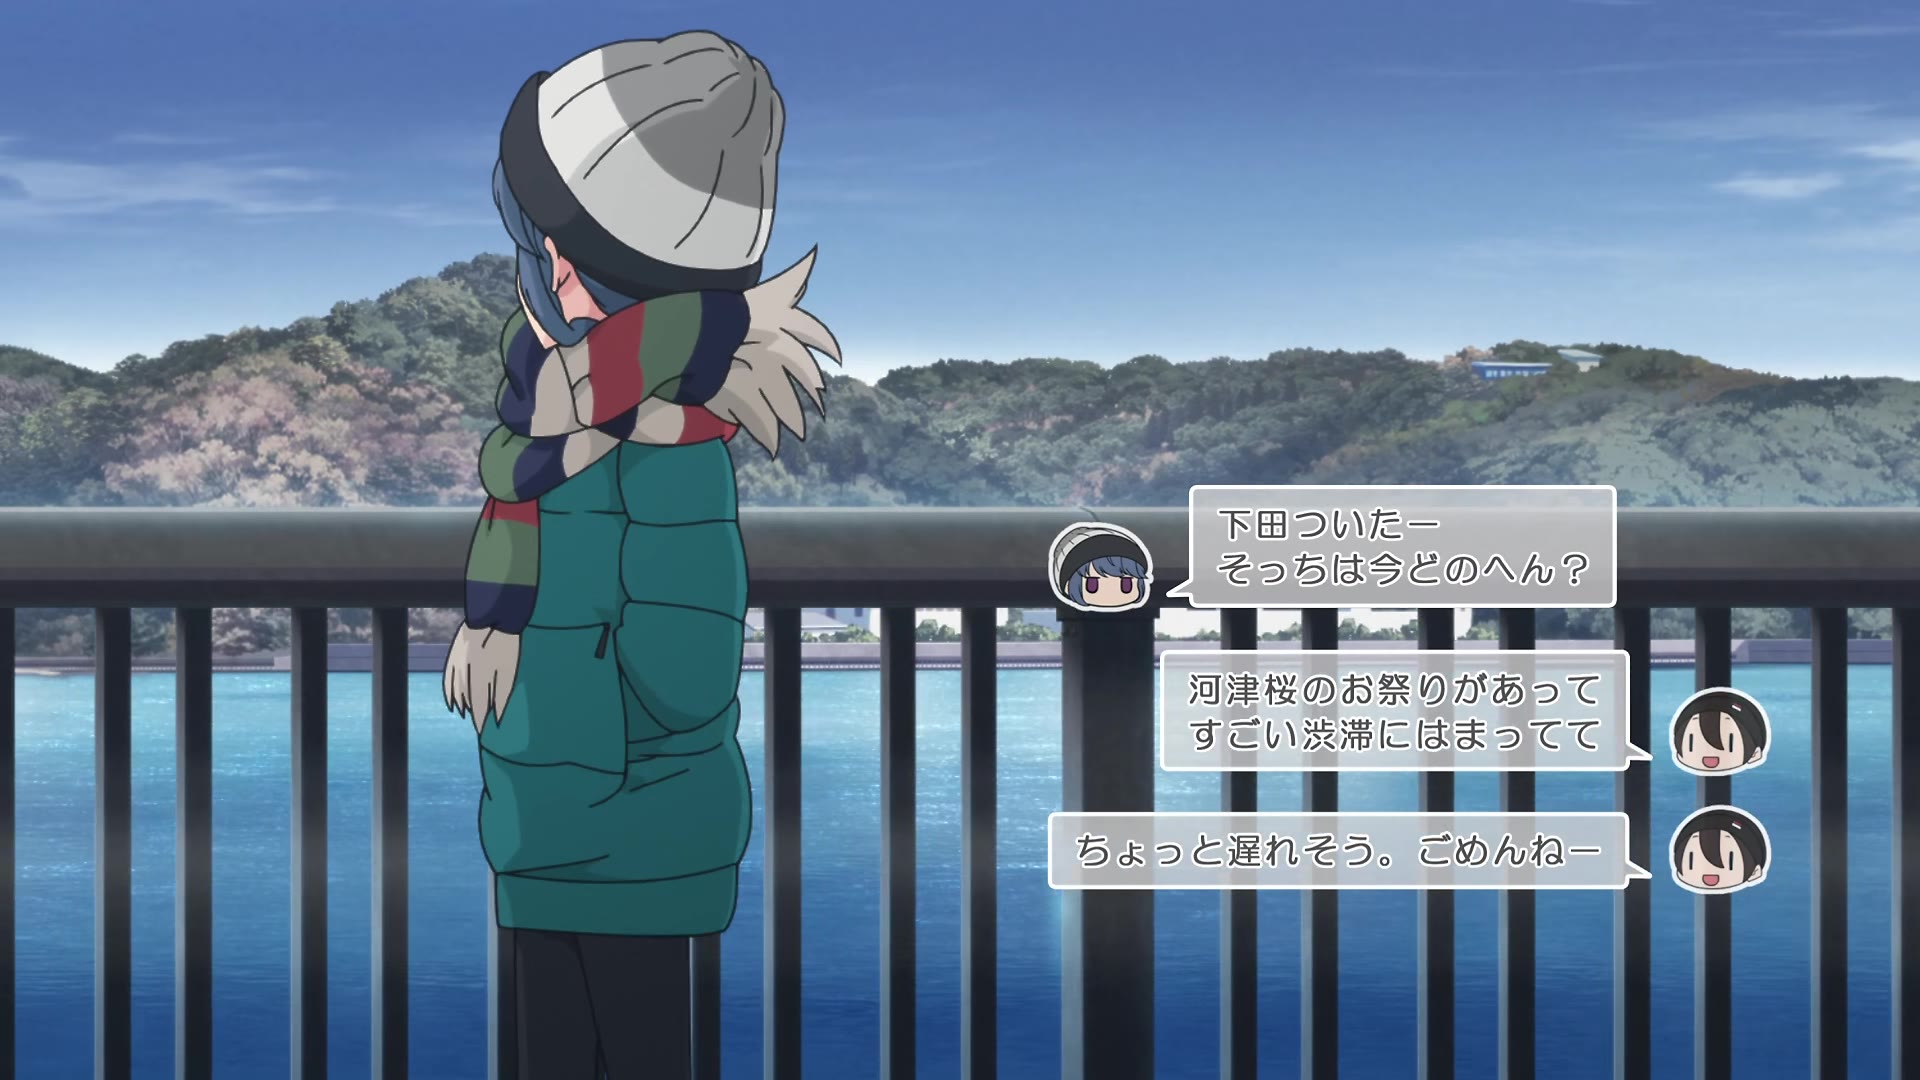 下田ついたー
そっちは今どのへん？
河津桜のお祭りがあって
すごい渋滞にはまってて
ちょっと遅れそう。ごめんねー